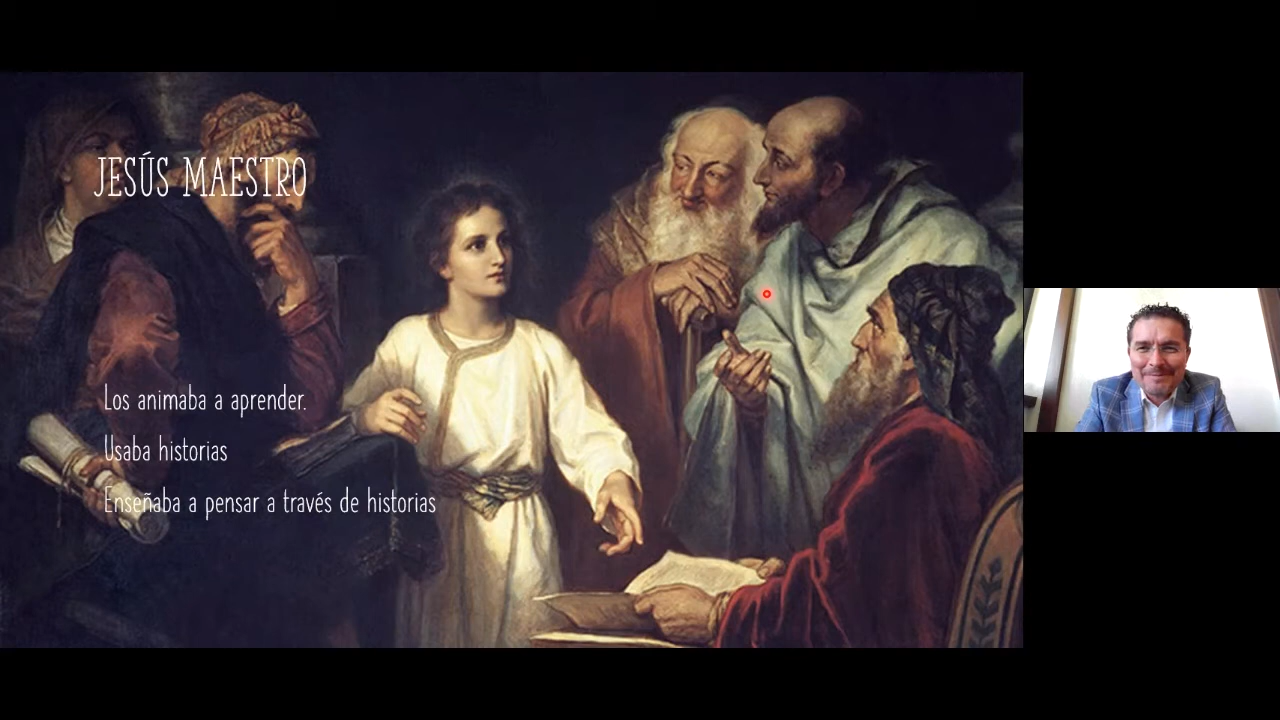 JESÚS MAESTRO
Los animaba a aprender.
Usaba historias
Enseñaba a pensar a través de historias